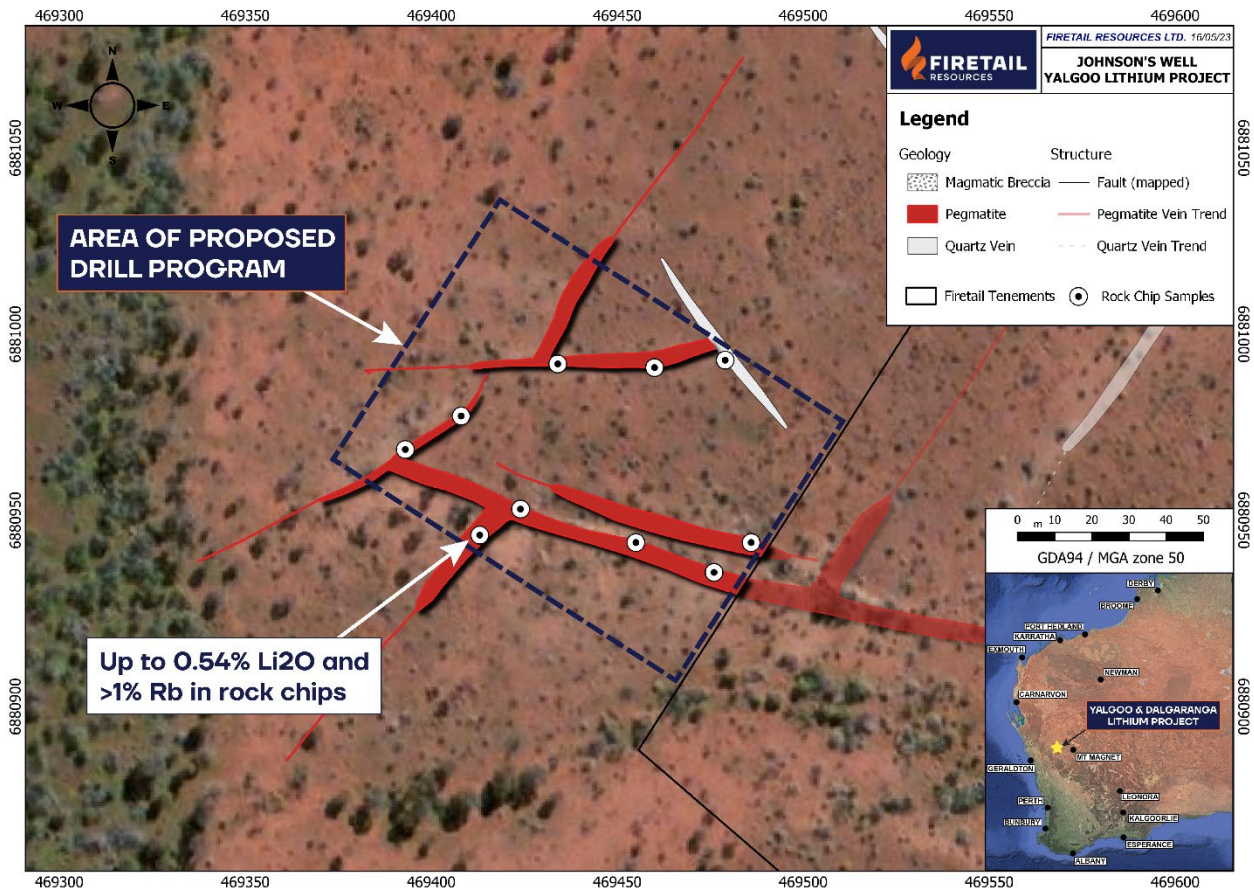 469300 469350 469400 469450 469500 469550 469600
FIRETAIL
RESOURCES
FIRETAIL RESOURCES LTD. 16/05/23
JOHNSON'S WELL
YALGOO LITHIUM PROJECT
Legend
Geology Structure
Magmatic Breccia Fault (mapped)
Pegmatite Pegmatite Vein Trend
Quartz Vein Quartz Vein Trend
Firetail Tenements Rock Chip Samples
N
W E
S
6881050 6881050
AREA OF PROPOSED
DRILL PROGRAM
6881000 6881000
6880950 6880950
Up to 0.54% Li2O and
>1% Rb in rock chips
6880900 6880900
0 m 10 20 30 40 50
GDA94 / MGA zone 50
DERBY
BROOME
PORT HEDLAND
KARRATHA
EXMOUTH
NEWMAN
CARNARVON
YALGOO & DALGARANGA
LITHIUM PROJECT
MT MAGNET
GERALDTON
LEONORA
PERTH
KALGOORLIE
BUNBURY
ESPERANCE
ALBANY
469300 469350 469400 469450 469500 469550 469600